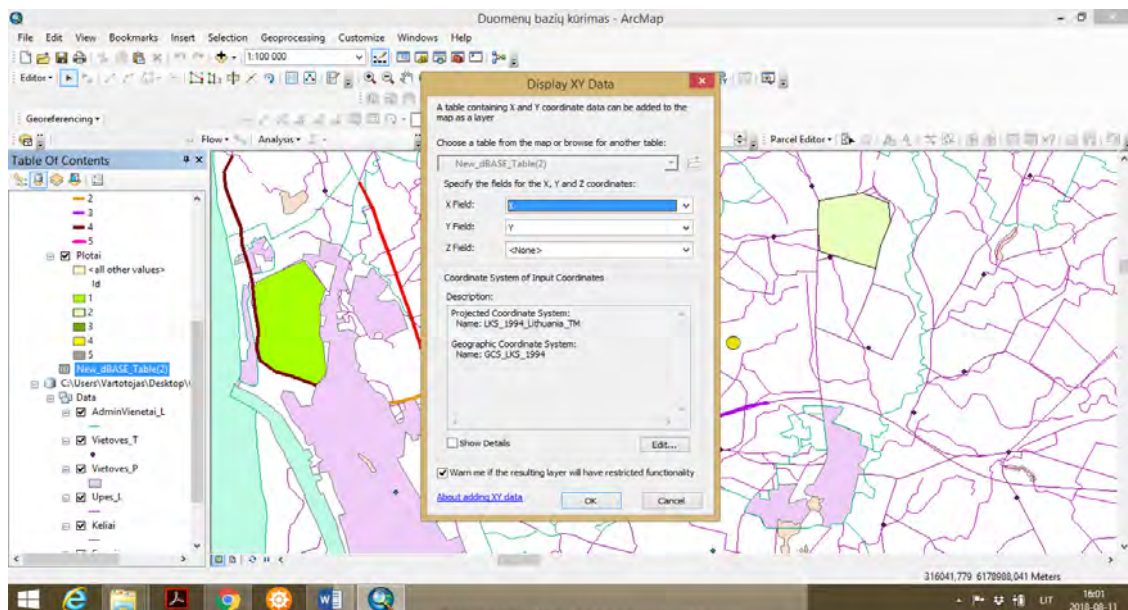 Duomenų bazių kūrimas - ArcMap
File Edit View Bookmarks Insert Selection Geoprocessing Customize Windows Help
1:100 000
Editor
Georeferencing
Flow Analysis
Parcel Editor
Table Of Contents
2
3
4
5
Plotai
<all other values>
Id
1
2
3
4
5
New_dBASE_Table(2)
C:\Users\Vartotojas\Desktop\
Data
AdminVienetai_L
Vietoves_T
Vietoves_P
Upes_L
Keliai
Display XY Data
A table containing X and Y coordinate data can be added to the
map as a layer
Choose a table from the map or browse for another table:
New_dBASE_Table(2)
Specify the fields for the X, Y and Z coordinates:
X Field:
Y Field: Y
Z Field: <None>
Coordinate System of Input Coordinates
Description:
Projected Coordinate System:
Name: LKS_1994_Lithuania_TM
Geographic Coordinate System:
Name: GCS_LKS_1994
Show Details
Edit...
Warn me if the resulting layer will have restricted functionality
About adding XY data
OK
Cancel
316041,779 6178988,041 Meters
LIT
16:01
2018-08-11